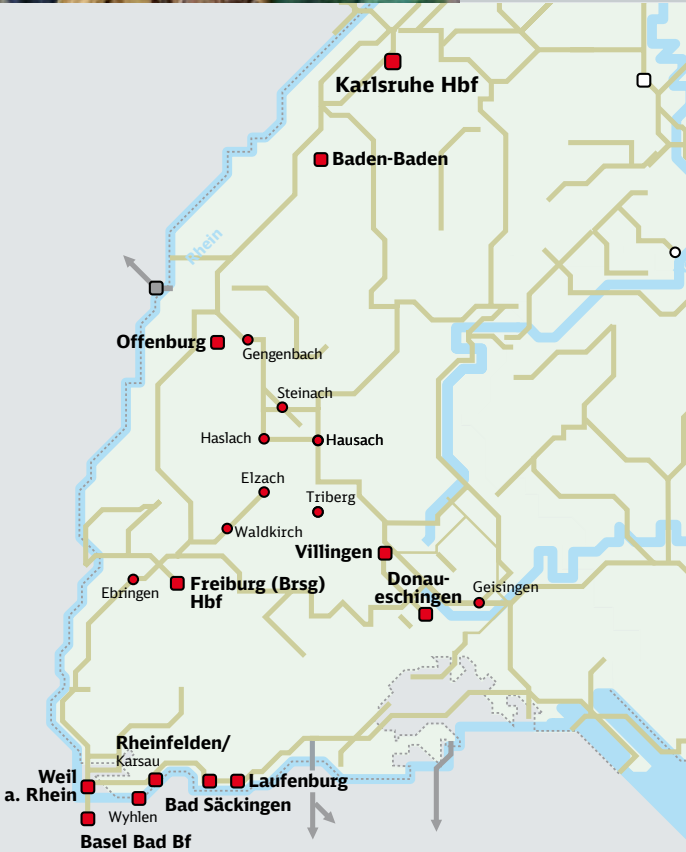 Karlsruhe Hbf
Baden-Baden
Rhein
Offenburg
Gengenbach
Steinach
Haslach
Hausach
Elzach
Triberg
Waldkirch
Villingen
Donau-
eschingen
Geisingen
Ebringen
Freiburg (Brsg)
Hbf
Rheinfelden/
Karsau
Weil
a. Rhein
Laufenburg
Bad Säckingen
Wyhlen
Basel Bad Bf